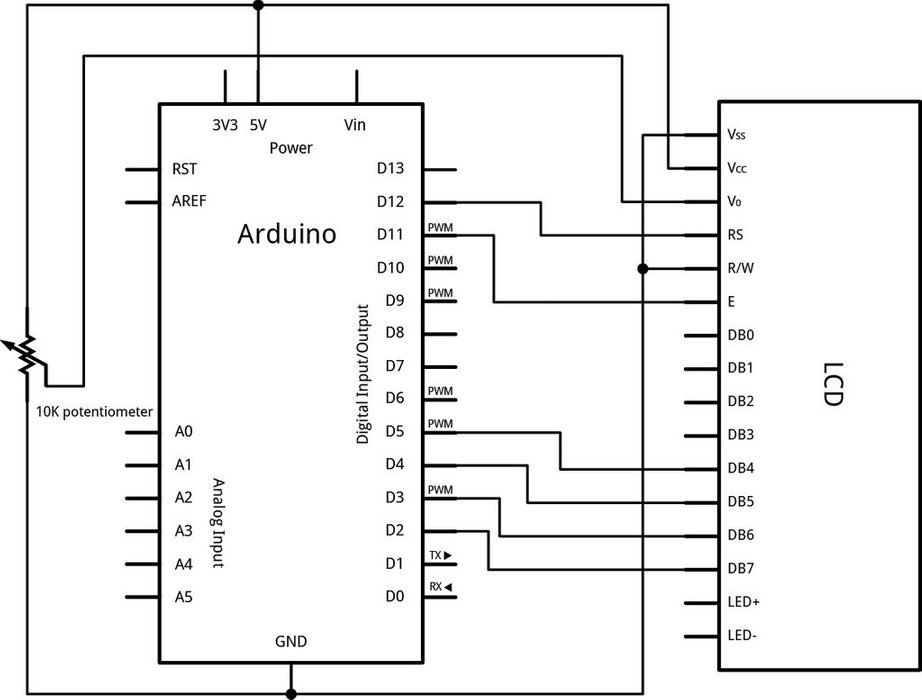 3V3 5V Vin
Power
RST
AREF
Arduino
10K potentiometer
A0
A1
A2
A3
A4
A5
Analog Input
GND
D13
D12
D11 PWM
D10 PWM
D9 PWM
D8
D7
D6 PWM
D5 PWM
D4
D3 PWM
D2
D1 TX ▶
D0 RX ◀
Digital Input/Output
Vss
Vcc
V0
RS
R/W
E
DB0
DB1
DB2
DB3
DB4
DB5
DB6
DB7
LED+
LED-
LCD